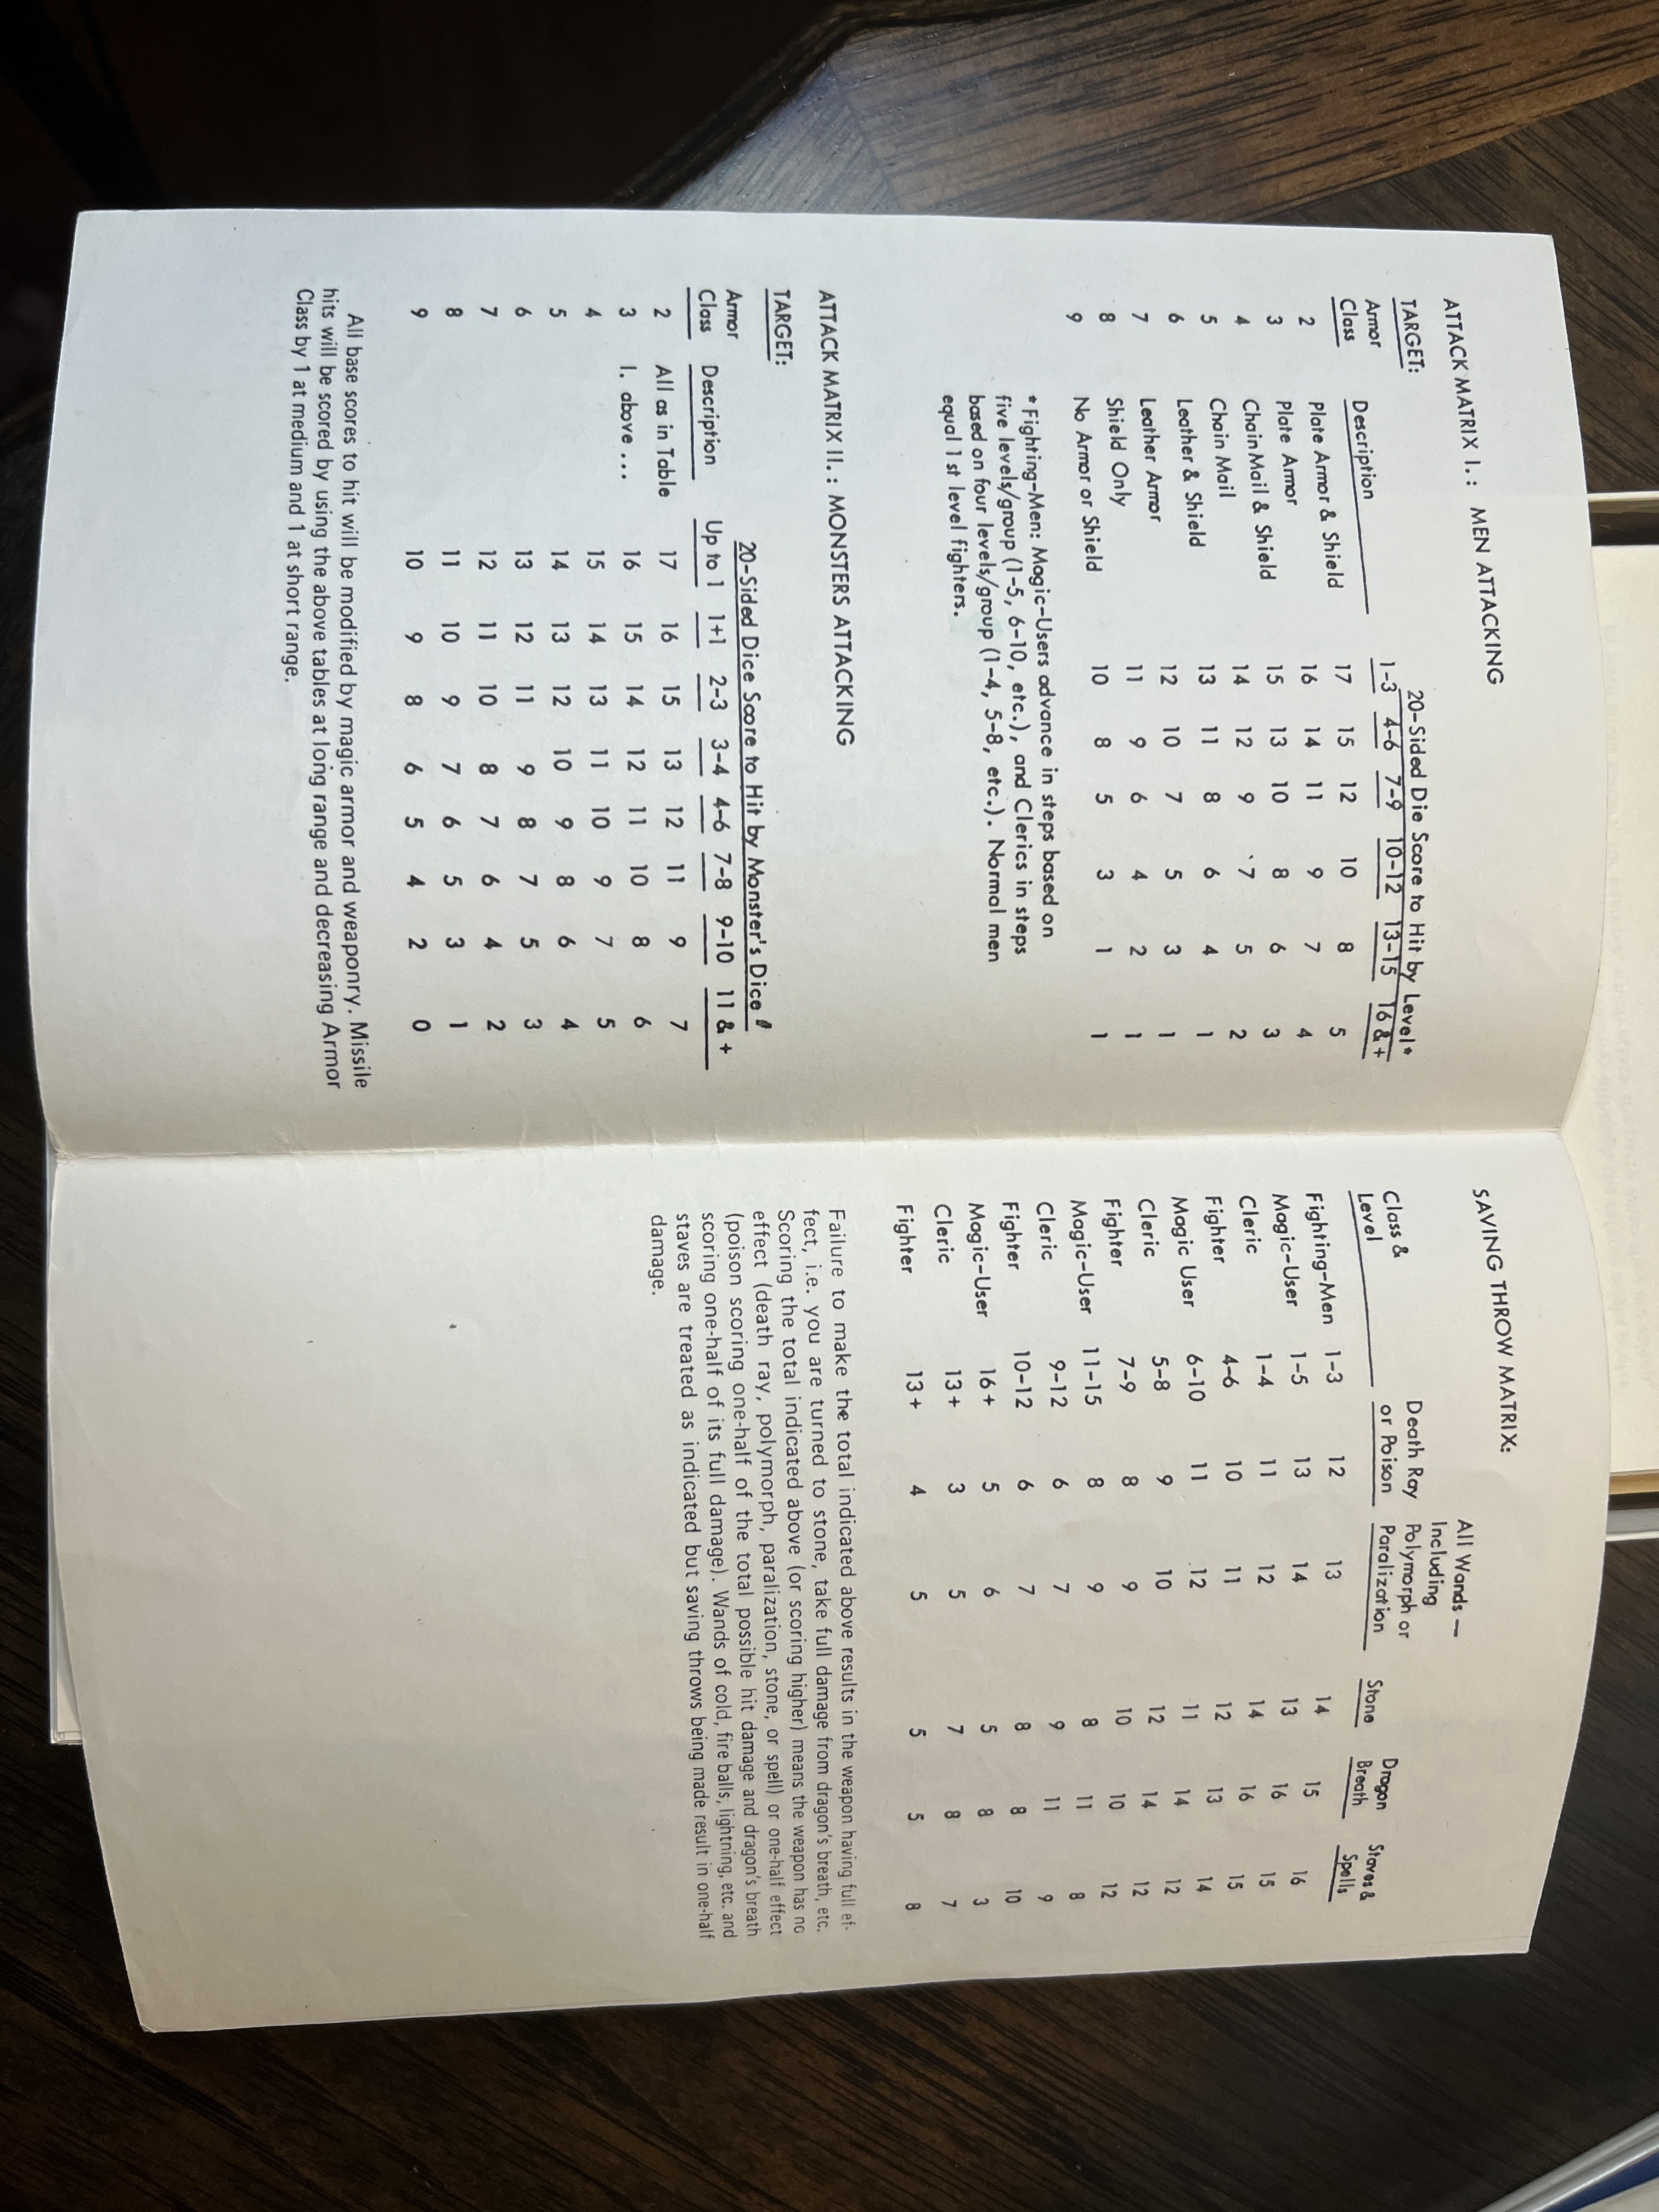 ATTACK MATRIX I.: MEN ATTACKING
TARGET: 20-Sided Die Score to Hit by Level*
Armor
Class Description 1-3 4-6 7-9 10-12 13-15 16 & +
2 Plate Armor & Shield 17 15 12 10 8 5
3 Plate Armor 16 14 11 9 7 4
4 Chain Mail & Shield 15 13 10 8 6 3
5 Chain Mail 14 12 9 7 5 2
6 Leather & Shield 13 11 8 6 4 1
7 Leather Armor 12 10 7 5 3 1
8 Shield Only 11 9 6 4 2 1
9 No Armor or Shield 10 8 5 3 1 1
* Fighting-Men: Magic-Users advance in steps based on
five levels/group (1-5, 6-10, etc.), and Clerics in steps
based on four levels/group (1-4, 5-8, etc.). Normal men
equal 1 st level fighters.
ATTACK MATRIX II.: MONSTERS ATTACKING
TARGET: 20-Sided Dice Score to Hit by Monster's Dice #
Armor
Class Description Up to 1 1+1 2-3 3-4 4-6 7-8 9-10 11 & +
2 All as in Table 17 16 15 13 12 11 9 7
3 I. above ... 16 15 14 12 11 10 8 6
4 15 14 13 11 10 9 7 5
5 14 13 12 10 9 8 6 4
6 13 12 11 9 8 7 5 3
7 12 11 10 8 7 6 4 2
8 11 10 9 7 6 5 3 1
9 10 9 8 6 5 4 2 0
All base scores to hit will be modified by magic armor and weaponry. Missile
hits will be scored by using the above tables at long range and decreasing Armor
Class by 1 at medium and 1 at short range.
SAVING THROW MATRIX:
All Wands —
Including
Class & Death Ray Polymorph or Dragon Staves &
Level or Poison Paralization Stone Breath Spells
Fighting-Men 1-3 12 13 14 15 16
Magic-User 1-5 13 14 13 16 15
Cleric 1-4 11 12 14 16 15
Fighter 4-6 10 11 12 13 14
Magic User 6-10 11 12 11 14 12
Cleric 5-8 9 10 12 14 12
Fighter 7-9 8 9 10 10 12
Magic-User 11-15 8 9 8 11 8
Cleric 9-12 6 7 9 11 9
Fighter 10-12 6 7 8 8 10
Magic-User 16 + 5 6 5 8 3
Cleric 13 + 3 5 7 8 7
Fighter 13 + 4 5 5 5 8
Failure to make the total indicated above results in the weapon having full ef-
fect, i.e. you are turned to stone, take full damage from dragon's breath, etc.
Scoring the total indicated above (or scoring higher) means the weapon has no
effect (death ray, polymorph, paralization, stone, or spell) or one-half effect
(poison scoring one-half of the total possible hit damage and dragon's breath
scoring one-half of its full damage). Wands of cold, fire balls, lightning, etc. and
staves are treated as indicated but saving throws being made result in one-half
damage.